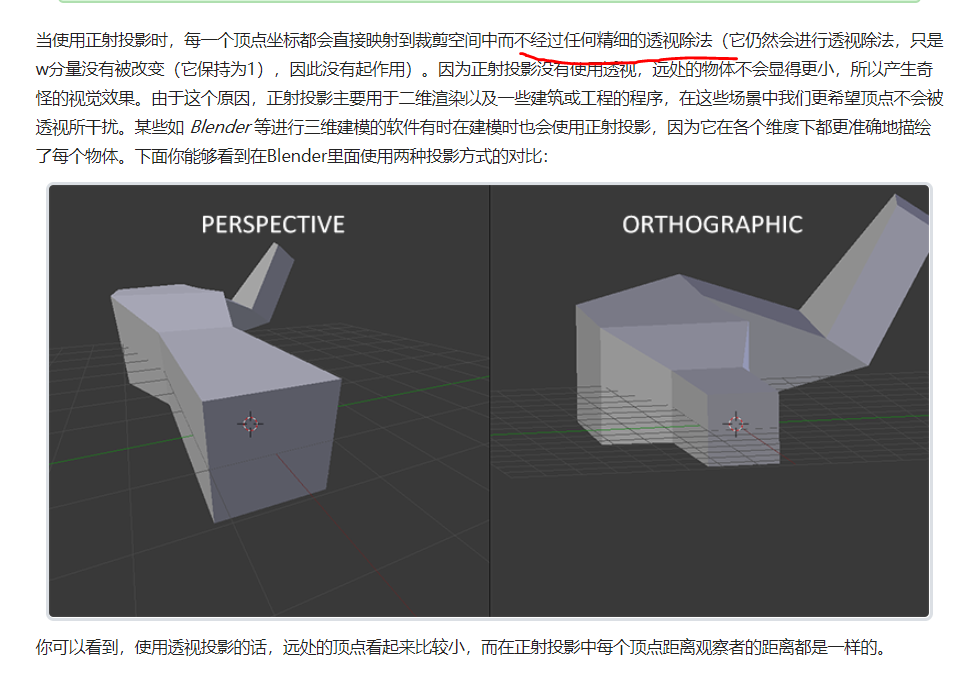 当使用正射投影时，每一个顶点坐标都会直接映射到裁剪空间中而不经过任何精细的透视除法（它仍然会进行透视除法，只是
w分量没有被改变（它保持为1），因此没有起作用）。因为正射投影没有使用透视，远处的物体不会显得更小，所以产生奇
怪的视觉效果。由于这个原因，正射投影主要用于二维渲染以及一些建筑或工程的程序，在这些场景中我们更希望顶点不会被
透视所干扰。某些如 Blender 等进行三维建模的软件有时在建模时也会使用正射投影，因为它在各个维度下都更准确地描绘
了每个物体。下面你能够看到在Blender里面使用两种投影方式的对比：
PERSPECTIVE
ORTHOGRAPHIC
你可以看到，使用透视投影的话，远处的顶点看起来比较小，而在正射投影中每个顶点距离观察者的距离都是一样的。